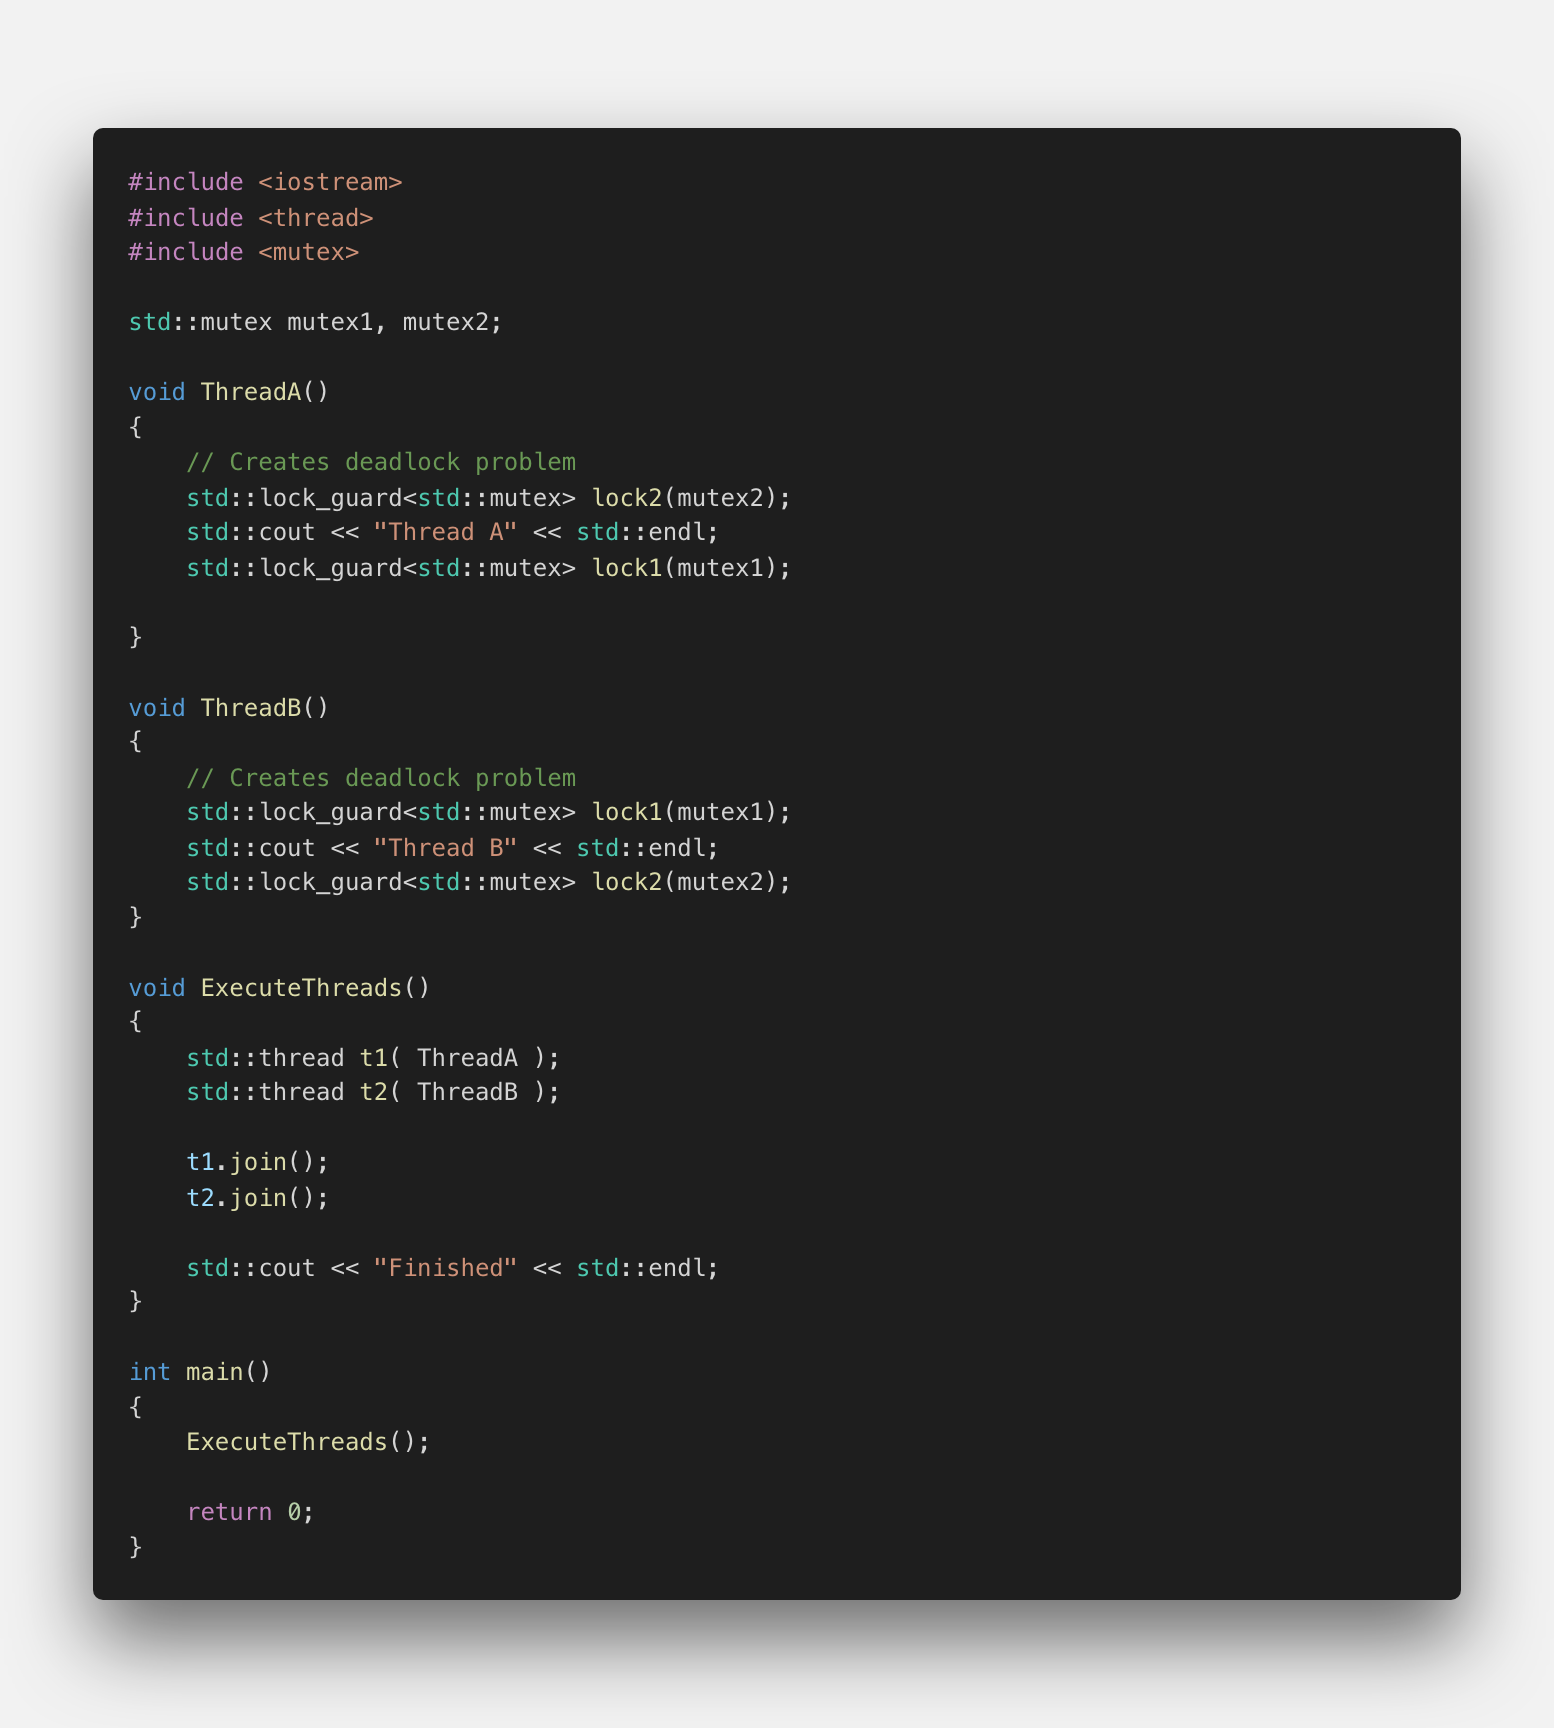 #include <iostream>
#include <thread>
#include <mutex>

std::mutex mutex1, mutex2;

void ThreadA()
{
    // Creates deadlock problem
    std::lock_guard<std::mutex> lock2(mutex2);
    std::cout << "Thread A" << std::endl;
    std::lock_guard<std::mutex> lock1(mutex1);

}

void ThreadB()
{
    // Creates deadlock problem
    std::lock_guard<std::mutex> lock1(mutex1);
    std::cout << "Thread B" << std::endl;
    std::lock_guard<std::mutex> lock2(mutex2);
}

void ExecuteThreads()
{
    std::thread t1( ThreadA );
    std::thread t2( ThreadB );

    t1.join();
    t2.join();

    std::cout << "Finished" << std::endl;
}

int main()
{
    ExecuteThreads();

    return 0;
}